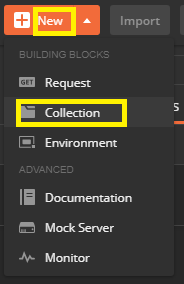 New Import
BUILDING BLOCKS
GET Request
Collection
Environment
ADVANCED
Documentation
Mock Server
Monitor